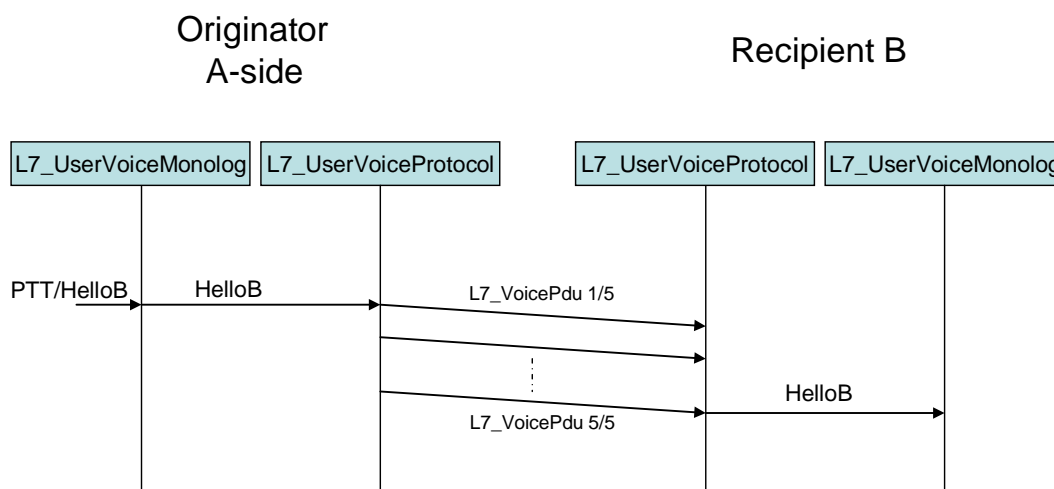 Originator
A-side
Recipient B
L7_UserVoiceMonolog
L7_UserVoiceProtocol
L7_UserVoiceProtocol
L7_UserVoiceMonolog
PTT/HelloB
HelloB
L7_VoicePdu 1/5
L7_VoicePdu 5/5
HelloB